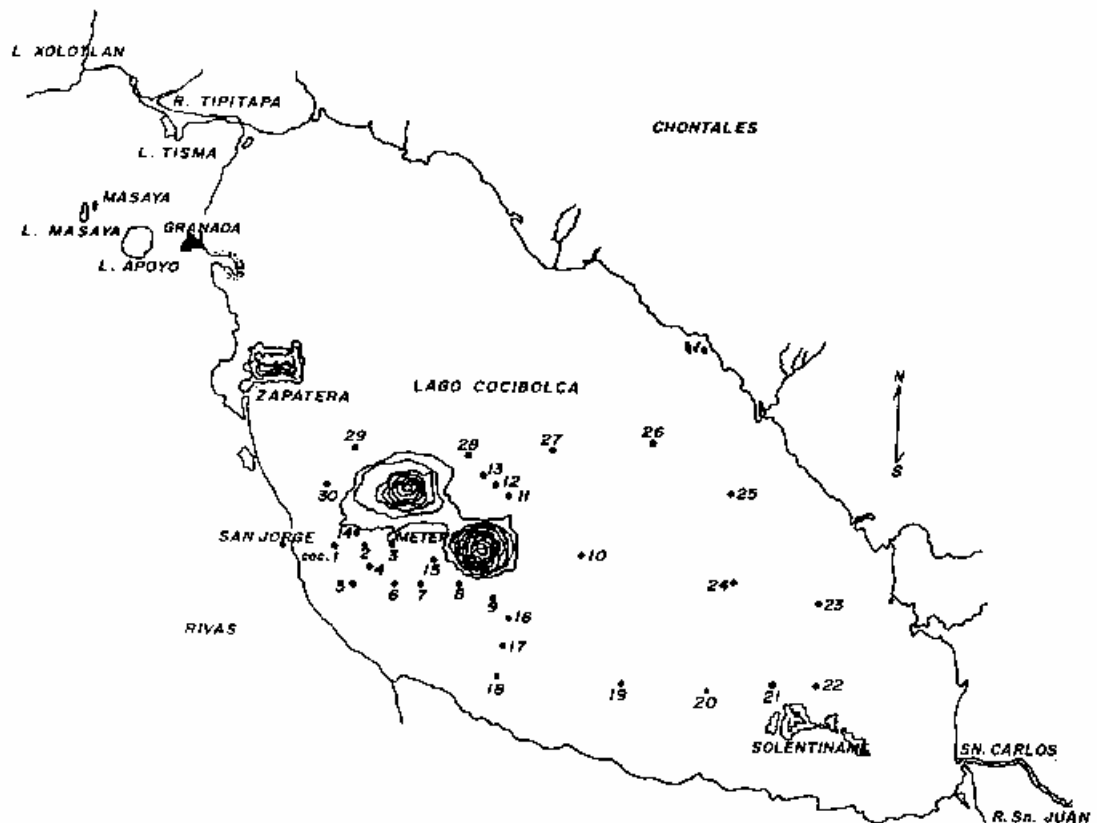 L. XOLOTLAN
R. TIPITAPA
CHONTALES
L. TISMA
MASAYA
L. MASAYA
GRANADA
L. APOYO
N
S
LAGO COCIBOLCA
ZAPATERA
29
28
27
26
13
12
11
30
25
SAN JORGE
COC. 1
14
2
3
OMETEP
4
15
10
5
6
7
8
9
24
23
16
RIVAS
17
18
19
20
21
22
SOLENTINAME
SN. CARLOS
R. Sn. JUAN